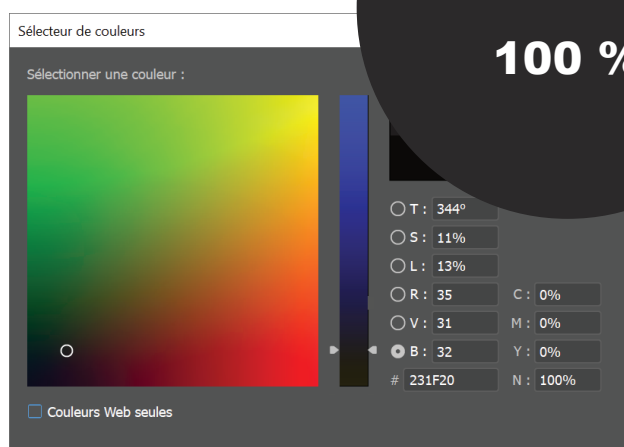 Sélecteur de couleurs
100 %
Sélectionner une couleur :
T : 344°
S : 11%
L : 13%
R : 35 C : 0%
V : 31 M : 0%
B : 32 Y : 0%
# 231F20 N : 100%
Couleurs Web seules